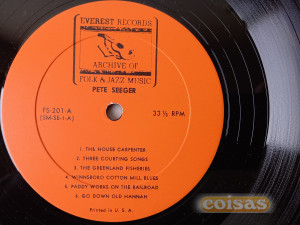 EVEREST RECORDS
ARCHIVE OF
FOLK & JAZZ MUSIC
PETE SEEGER
FS-201-A
(SM-SE-1-A)
33⅓ RPM
1. THE HOUSE CARPENTER
2. THREE COURTING SONGS
3. THE GREENLAND FISHERIES
4. WINNSBORO COTTON MILL BLUES
5. PADDY WORKS ON THE RAILROAD
6. GO DOWN OLD HANNAH
Printed in U. S. A.
coisas